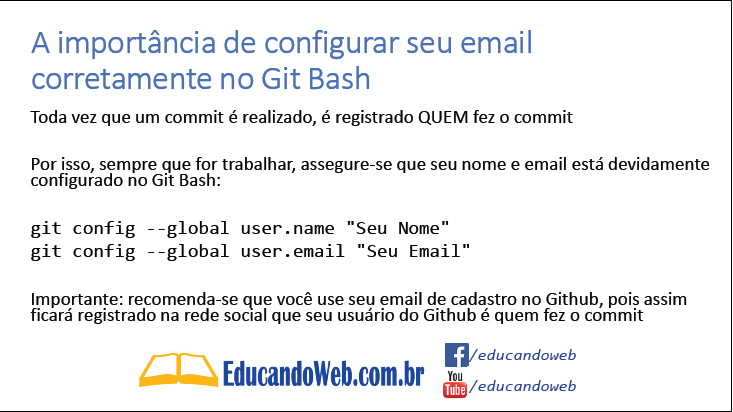 A importância de configurar seu email
corretamente no Git Bash
Toda vez que um commit é realizado, é registrado QUEM fez o commit
Por isso, sempre que for trabalhar, assegure-se que seu nome e email está devidamente
configurado no Git Bash:
git config --global user.name "Seu Nome"
git config --global user.email "Seu Email"
Importante: recomenda-se que você use seu email de cadastro no Github, pois assim
ficará registrado na rede social que seu usuário do Github é quem fez o commit
EducandoWeb.com.br
f /educandoweb
You Tube /educandoweb